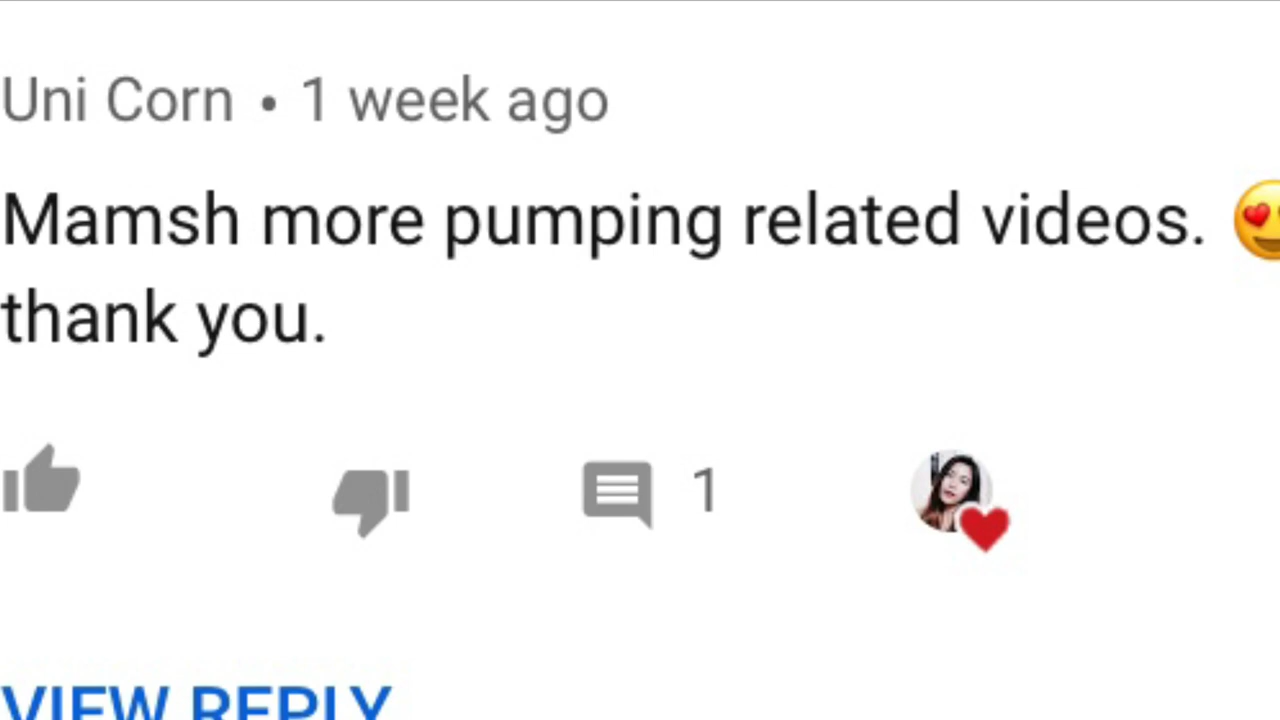 Uni Corn • 1 week ago
Mamsh more pumping related videos. 😍
thank you.
1
VIEW REPLY